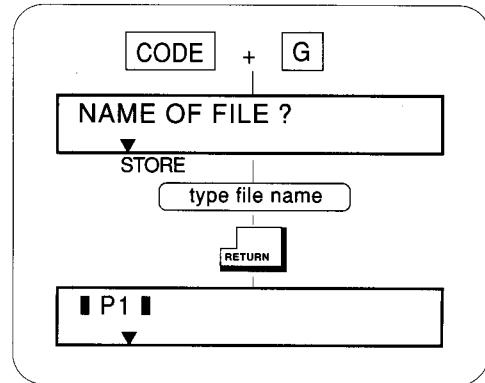 CODE + G
NAME OF FILE ?
STORE
type file name
RETURN
P1